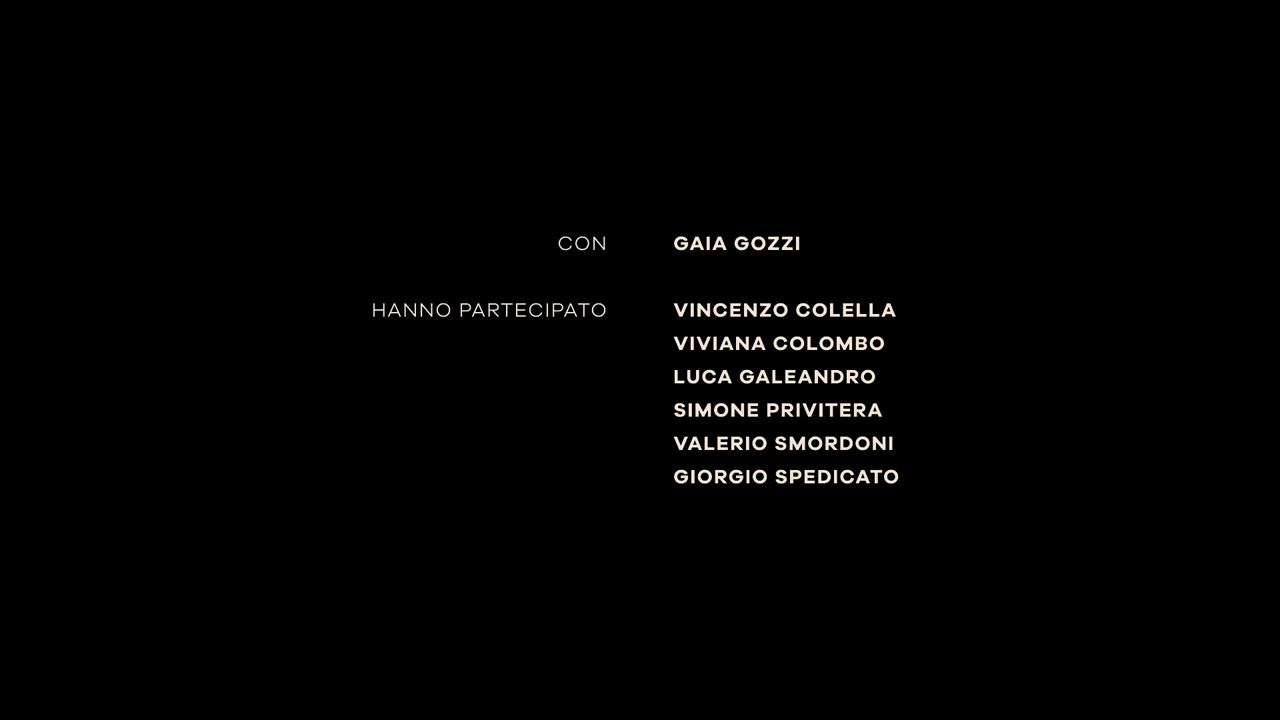 CON GAIA GOZZI
HANNO PARTECIPATO VINCENZO COLELLA
VIVIANA COLOMBO
LUCA GALEANDRO
SIMONE PRIVITERA
VALERIO SMORDONI
GIORGIO SPEDICATO